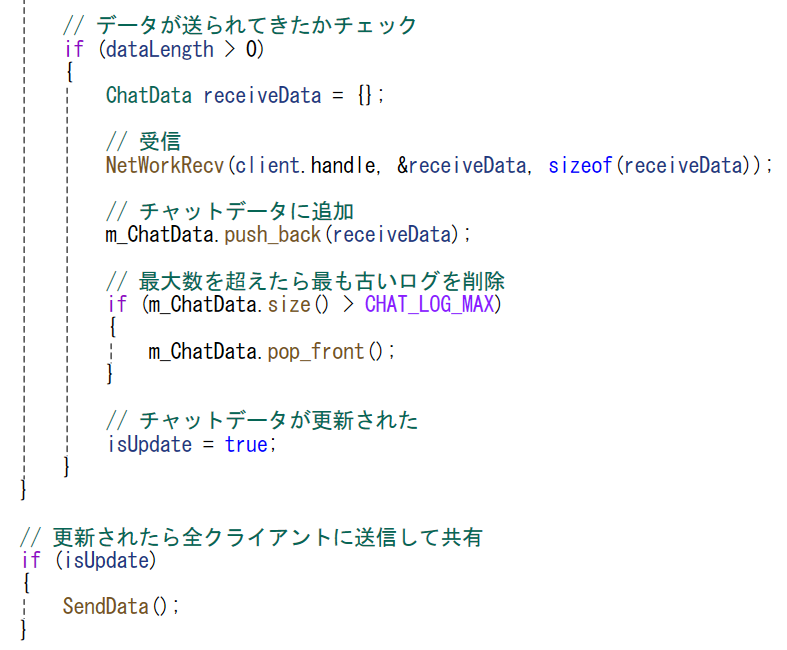 // データが送られてきたかチェック
if (dataLength > 0)
{
ChatData receiveData = {};
// 受信
NetWorkRecv(client.handle, &receiveData, sizeof(receiveData));
// チャットデータに追加
m_ChatData.push_back(receiveData);
// 最大数を超えたら最も古いログを削除
if (m_ChatData.size() > CHAT_LOG_MAX)
{
m_ChatData.pop_front();
}
// チャットデータが更新された
isUpdate = true;
}
}
// 更新されたら全クライアントに送信して共有
if (isUpdate)
{
SendData();
}